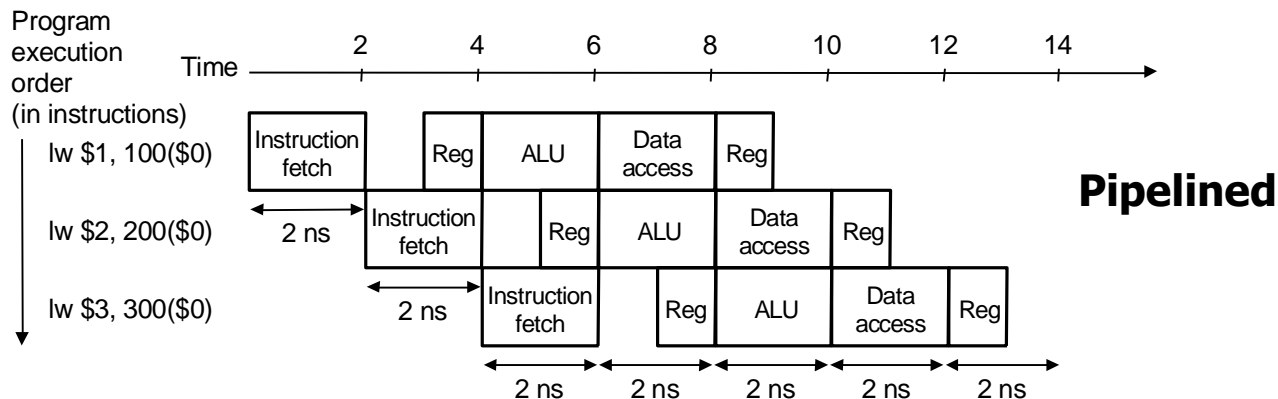 Program
execution
order
(in instructions)
Time
2 4 6 8 10 12 14
lw $1, 100($0)
Instruction
fetch
Reg
ALU
Data
access
Reg
Pipelined
lw $2, 200($0)
2 ns
Instruction
fetch
Reg
ALU
Data
access
Reg
lw $3, 300($0)
2 ns
Instruction
fetch
Reg
ALU
Data
access
Reg
2 ns 2 ns 2 ns 2 ns 2 ns